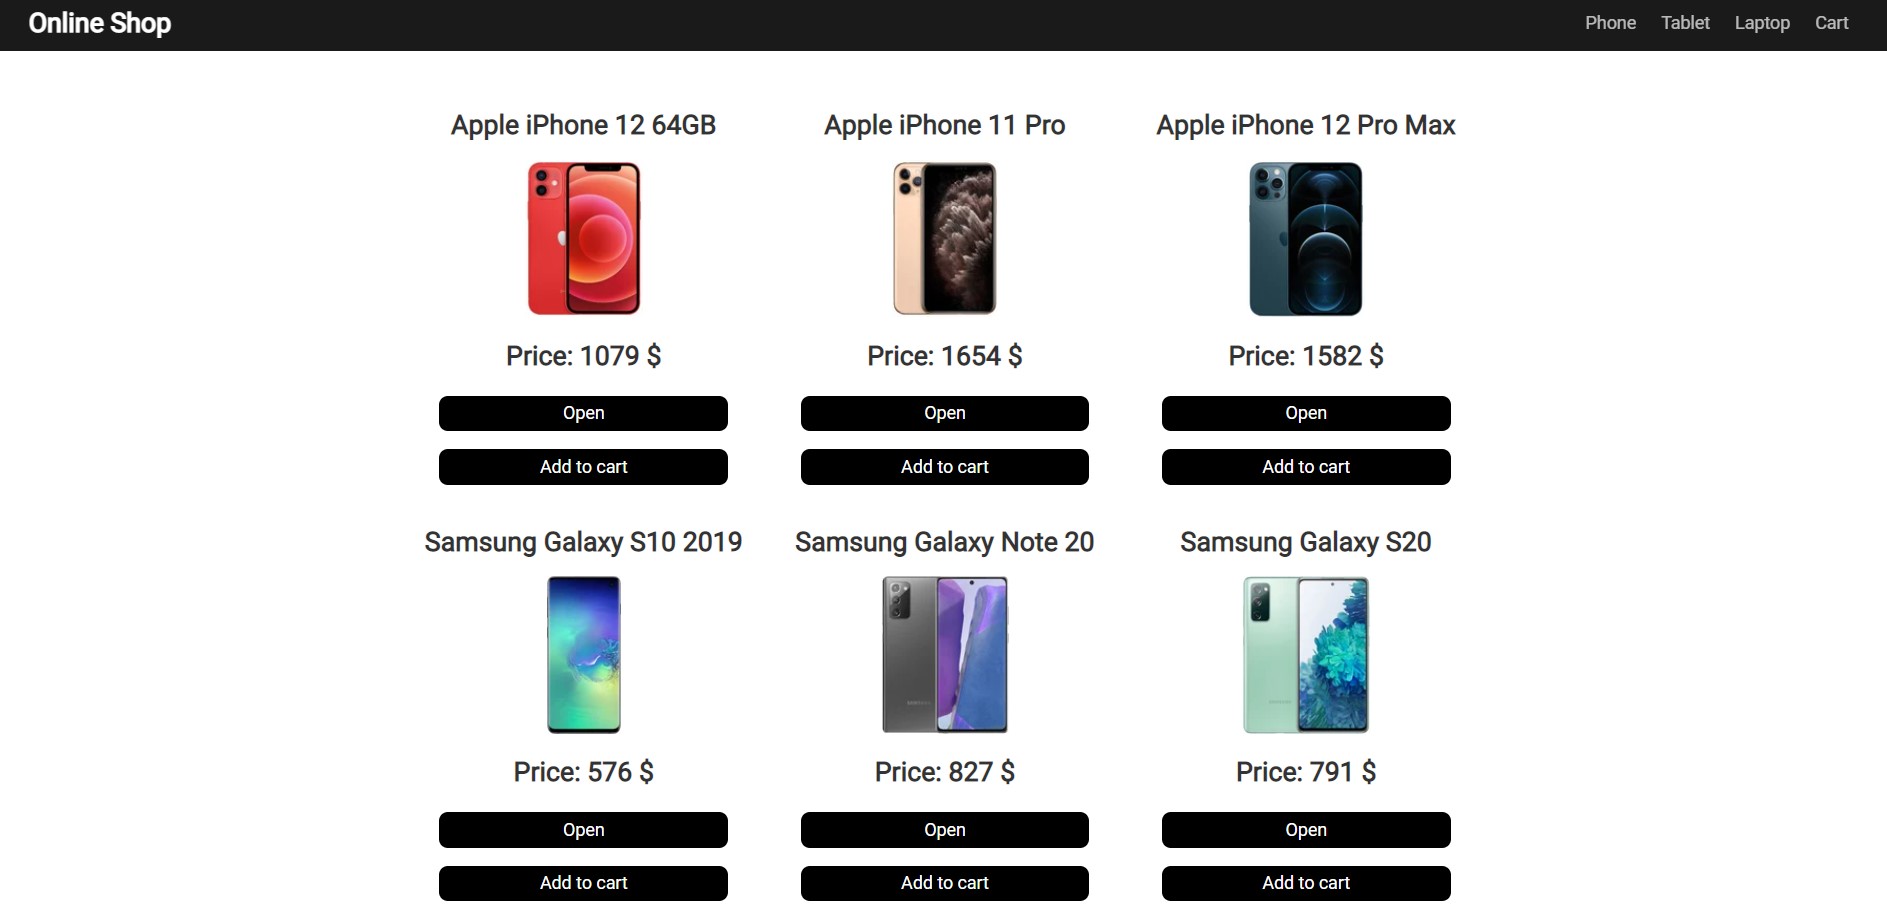 Online Shop
Phone Tablet Laptop Cart
Apple iPhone 12 64GB
Apple iPhone 11 Pro
Apple iPhone 12 Pro Max
Price: 1079 $
Price: 1654 $
Price: 1582 $
Open
Open
Open
Add to cart
Add to cart
Add to cart
Samsung Galaxy S10 2019
Samsung Galaxy Note 20
Samsung Galaxy S20
SAMSUNG
Price: 576 $
Price: 827 $
Price: 791 $
Open
Open
Open
Add to cart
Add to cart
Add to cart